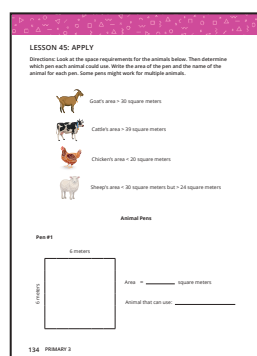 LESSON 45: APPLY
Directions: Look at the space requirements for the animals below. Then determine
which pen each animal could use. Write the area of the pen and the name of the
animal for each pen. Some pens might work for multiple animals.
Goat's area > 30 square meters
Cattle's area > 39 square meters
Chicken's area < 20 square meters
Sheep's area < 30 square meters but > 24 square meters
Animal Pens
Pen #1
6 meters
6 meters
Area = square meters
Animal that can use:
134 PRIMARY 3